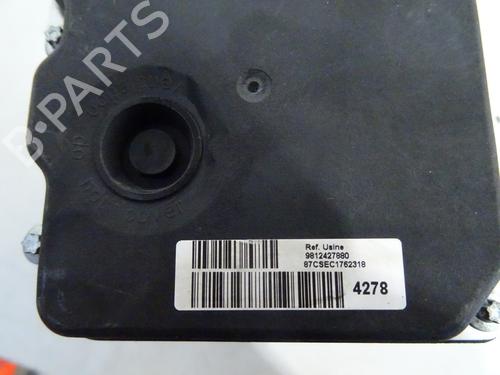 B-PARTS
Ref. Usine
9812427880
87CSEC1762318
4278